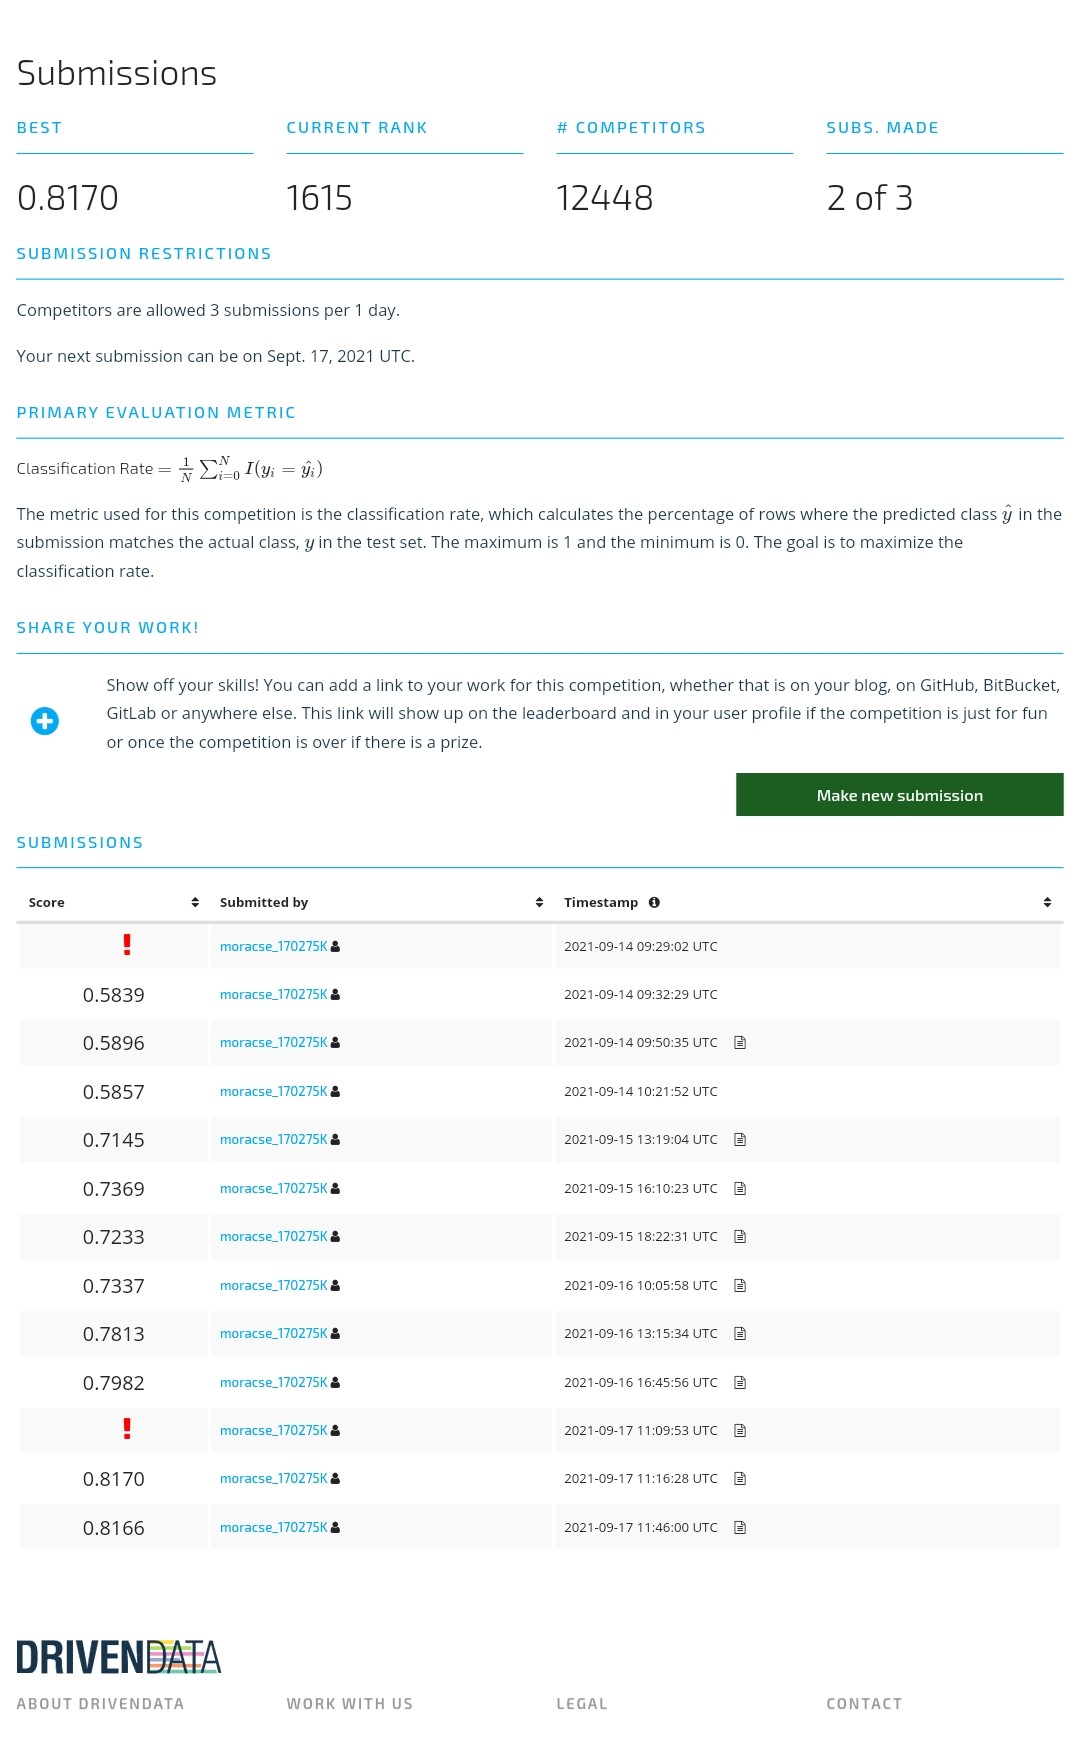 Submissions
BEST CURRENT RANK # COMPETITORS SUBS. MADE
0.8170 1615 12448 2 of 3
SUBMISSION RESTRICTIONS
Competitors are allowed 3 submissions per 1 day.
Your next submission can be on Sept. 17, 2021 UTC.
PRIMARY EVALUATION METRIC
Classification Rate = 1/N ∑_{i=0}^{N} I(y_i = ŷ_i)
The metric used for this competition is the classification rate, which calculates the percentage of rows where the predicted class ŷ in the
submission matches the actual class, y in the test set. The maximum is 1 and the minimum is 0. The goal is to maximize the
classification rate.
SHARE YOUR WORK!
Show off your skills! You can add a link to your work for this competition, whether that is on your blog, on GitHub, BitBucket,
GitLab or anywhere else. This link will show up on the leaderboard and in your user profile if the competition is just for fun
or once the competition is over if there is a prize.
Make new submission
SUBMISSIONS
Score Submitted by Timestamp
! moracse_170275K 2021-09-14 09:29:02 UTC
0.5839 moracse_170275K 2021-09-14 09:32:29 UTC
0.5896 moracse_170275K 2021-09-14 09:50:35 UTC
0.5857 moracse_170275K 2021-09-14 10:21:52 UTC
0.7145 moracse_170275K 2021-09-15 13:19:04 UTC
0.7369 moracse_170275K 2021-09-15 16:10:23 UTC
0.7233 moracse_170275K 2021-09-15 18:22:31 UTC
0.7337 moracse_170275K 2021-09-16 10:05:58 UTC
0.7813 moracse_170275K 2021-09-16 13:15:34 UTC
0.7982 moracse_170275K 2021-09-16 16:45:56 UTC
! moracse_170275K 2021-09-17 11:09:53 UTC
0.8170 moracse_170275K 2021-09-17 11:16:28 UTC
0.8166 moracse_170275K 2021-09-17 11:46:00 UTC
DRIVENDATA
ABOUT DRIVENDATA WORK WITH US LEGAL CONTACT